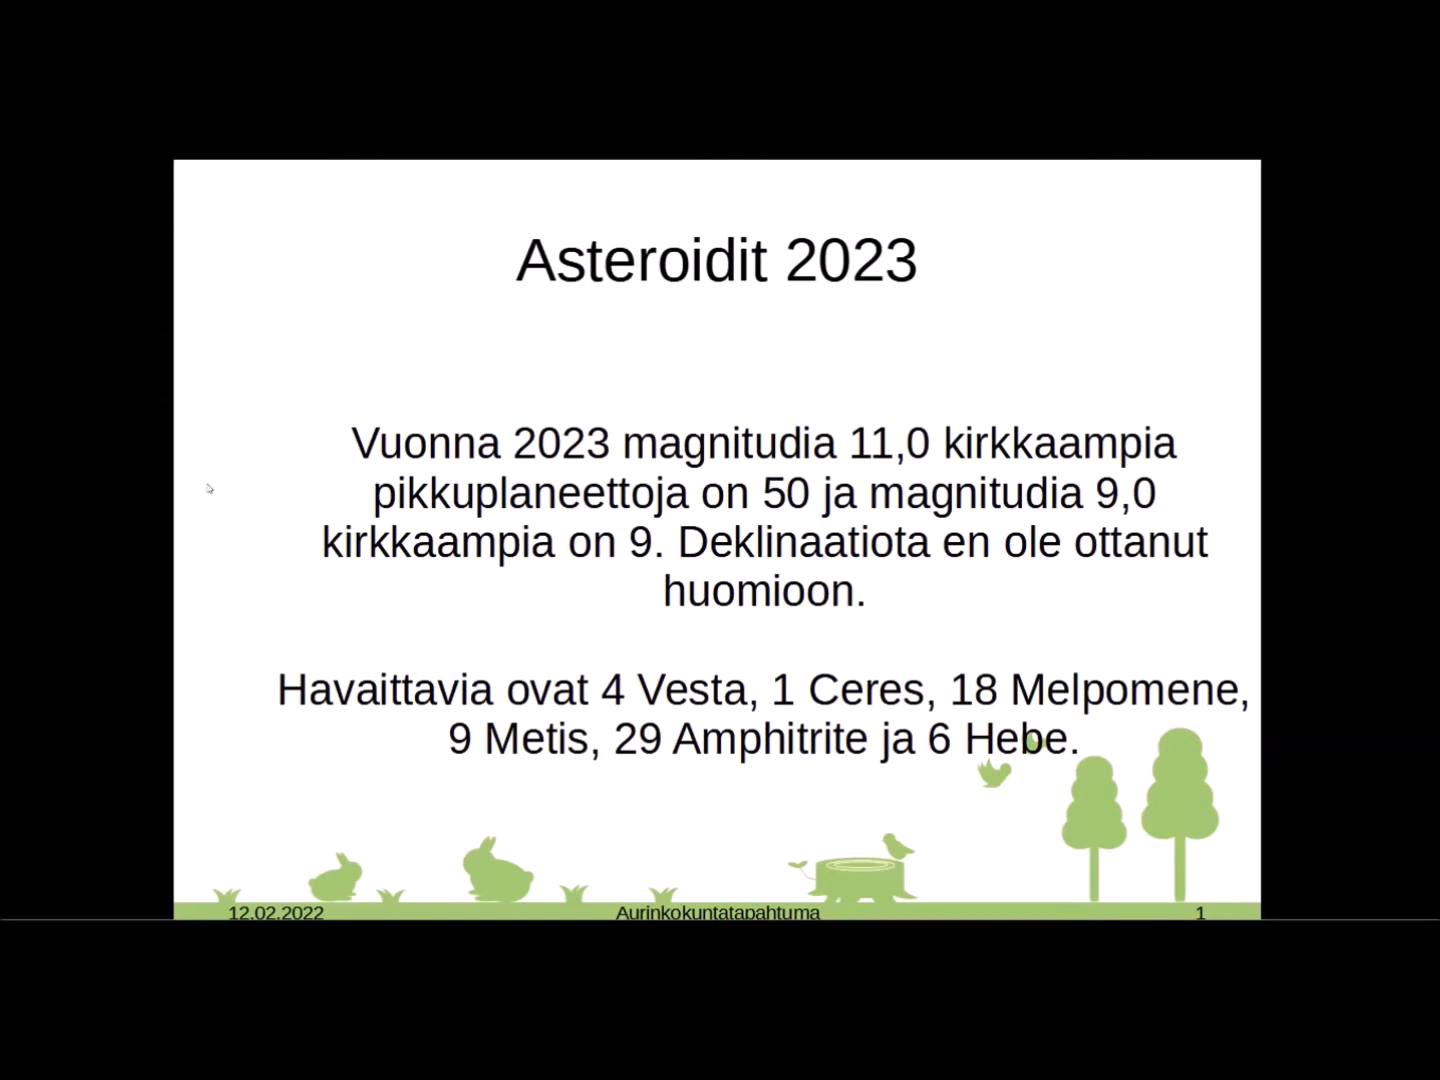 Asteroidit 2023
Vuonna 2023 magnitudia 11,0 kirkkaampia
pikkuplaneettoja on 50 ja magnitudia 9,0
kirkkaampia on 9. Deklinaatiota en ole ottanut
huomioon.
Havaittavia ovat 4 Vesta, 1 Ceres, 18 Melpomene,
9 Metis, 29 Amphitrite ja 6 Hebe.
12.02.2022
Aurinkokuntatapahtuma
1